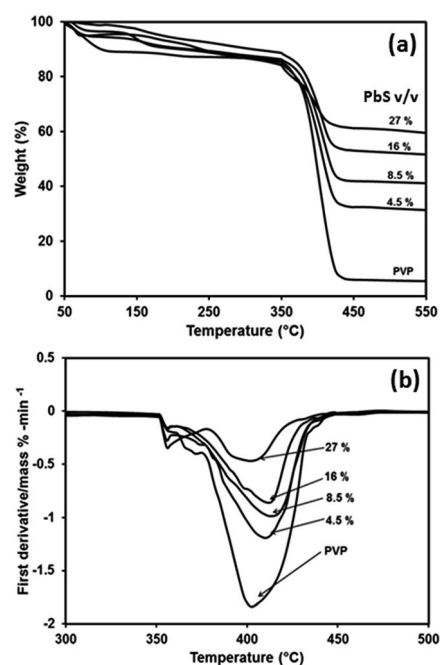 (a)
PbS v/v
27 %
16 %
8.5 %
4.5 %
PVP
100
80
60
40
20
0
Weight (%)
50 150 250 350 450 550
Temperature (°C)
(b)
27 %
16 %
8.5 %
4.5 %
PVP
0.5
0
-0.5
-1
-1.5
-2
First derivative/mass % -min -1
300 350 400 450 500
Temperature (°C)